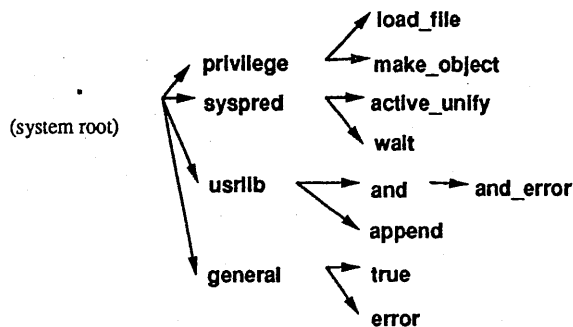 load_file
privilege
make_object
syspred
active_unify
(system root)
wait
usrlib
and
and_error
append
general
true
error